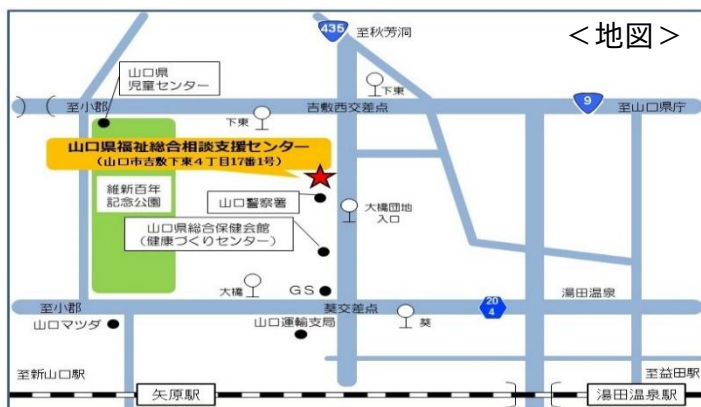 435
至秋芳洞
<地図>
山口県
児童センター
下東
至小郡
下東
吉敷西交差点
9
至山口県庁
山口県福祉総合相談支援センター
(山口市吉敷下東4丁目17番1号)
維新百年
記念公園
山口警察署
大橋団地
入口
山口県総合保健会館
(健康づくりセンター)
大橋
GS
至小郡
葵交差点
20
4
湯田温泉
山口マツダ
山口運輸支局
葵
至新山口駅
至益田駅
矢原駅
湯田温泉駅